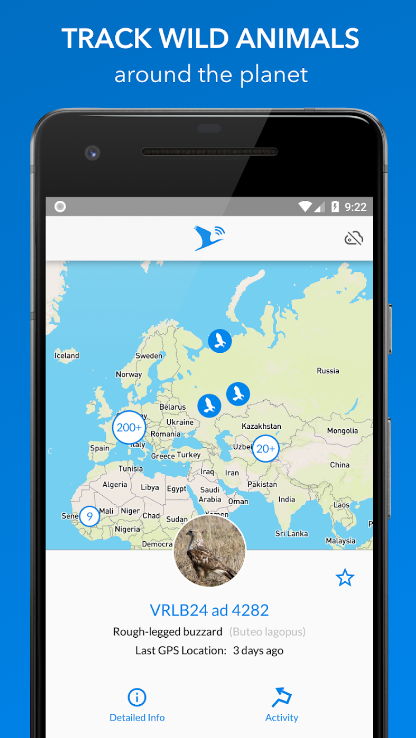 TRACK WILD ANIMALS
around the planet
9:22
Iceland
Sweden
Norway
Russia
Belarus
200+
Ukraine
Kazakhstan
Mongolia
Romania
Italy
20+
Spain
Greece Turkey
China
Tunisia
Iraq
Iran
Algeria
Libya
Egypt
Saudi
Arabia
Pakistan
Oman
India
Laos
9
Mali
Niger
Chad
Sudan
Nigeria
Sri Lanka
Malaysia
VRLB24 ad 4282
Rough-legged buzzard (Buteo lagopus)
Last GPS Location: 3 days ago
Detailed Info
Activity